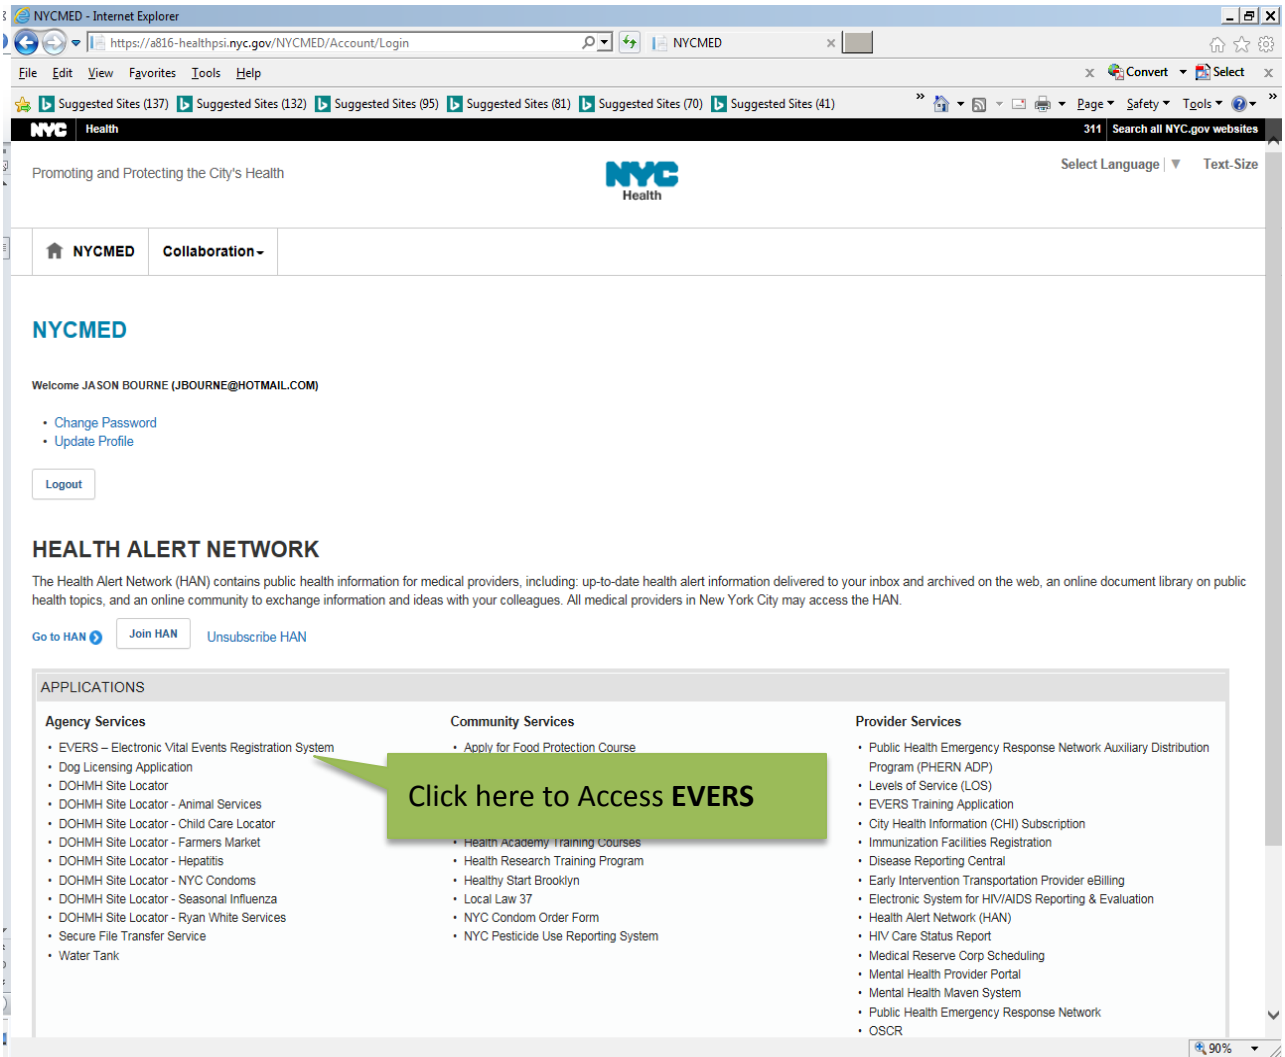 NYCMED - Internet Explorer
https://a816-healthpsi.nyc.gov/NYCMED/Account/Login
NYCMED
File Edit View Favorites Tools Help
x Convert Select x
Suggested Sites (137) Suggested Sites (132) Suggested Sites (95) Suggested Sites (81) Suggested Sites (70) Suggested Sites (41) » Page Safety Tools »
NYC Health 311 Search all NYC.gov websites
Promoting and Protecting the City's Health
NYC
Health
Select Language ▼ Text-Size
NYCMED Collaboration
NYCMED
Welcome JASON BOURNE (JBOURNE@HOTMAIL.COM)
• Change Password
• Update Profile
Logout
HEALTH ALERT NETWORK
The Health Alert Network (HAN) contains public health information for medical providers, including: up-to-date health alert information delivered to your inbox and archived on the web, an online document library on public
health topics, and an online community to exchange information and ideas with your colleagues. All medical providers in New York City may access the HAN.
Go to HAN Join HAN Unsubscribe HAN
APPLICATIONS
Agency Services
• EVERS – Electronic Vital Events Registration System
• Dog Licensing Application
• DOHMH Site Locator
• DOHMH Site Locator - Animal Services
• DOHMH Site Locator - Child Care Locator
• DOHMH Site Locator - Farmers Market
• DOHMH Site Locator - Hepatitis
• DOHMH Site Locator - NYC Condoms
• DOHMH Site Locator - Seasonal Influenza
• DOHMH Site Locator - Ryan White Services
• Secure File Transfer Service
• Water Tank
Community Services
• Apply for Food Protection Course
Click here to Access EVERS
• Health Academy Training Courses
• Health Research Training Program
• Healthy Start Brooklyn
• Local Law 37
• NYC Condom Order Form
• NYC Pesticide Use Reporting System
Provider Services
• Public Health Emergency Response Network Auxiliary Distribution
Program (PHERN ADP)
• Levels of Service (LOS)
• EVERS Training Application
• City Health Information (CHI) Subscription
• Immunization Facilities Registration
• Disease Reporting Central
• Early Intervention Transportation Provider eBilling
• Electronic System for HIV/AIDS Reporting & Evaluation
• Health Alert Network (HAN)
• HIV Care Status Report
• Medical Reserve Corp Scheduling
• Mental Health Provider Portal
• Mental Health Maven System
• Public Health Emergency Response Network
• OSCR
90%